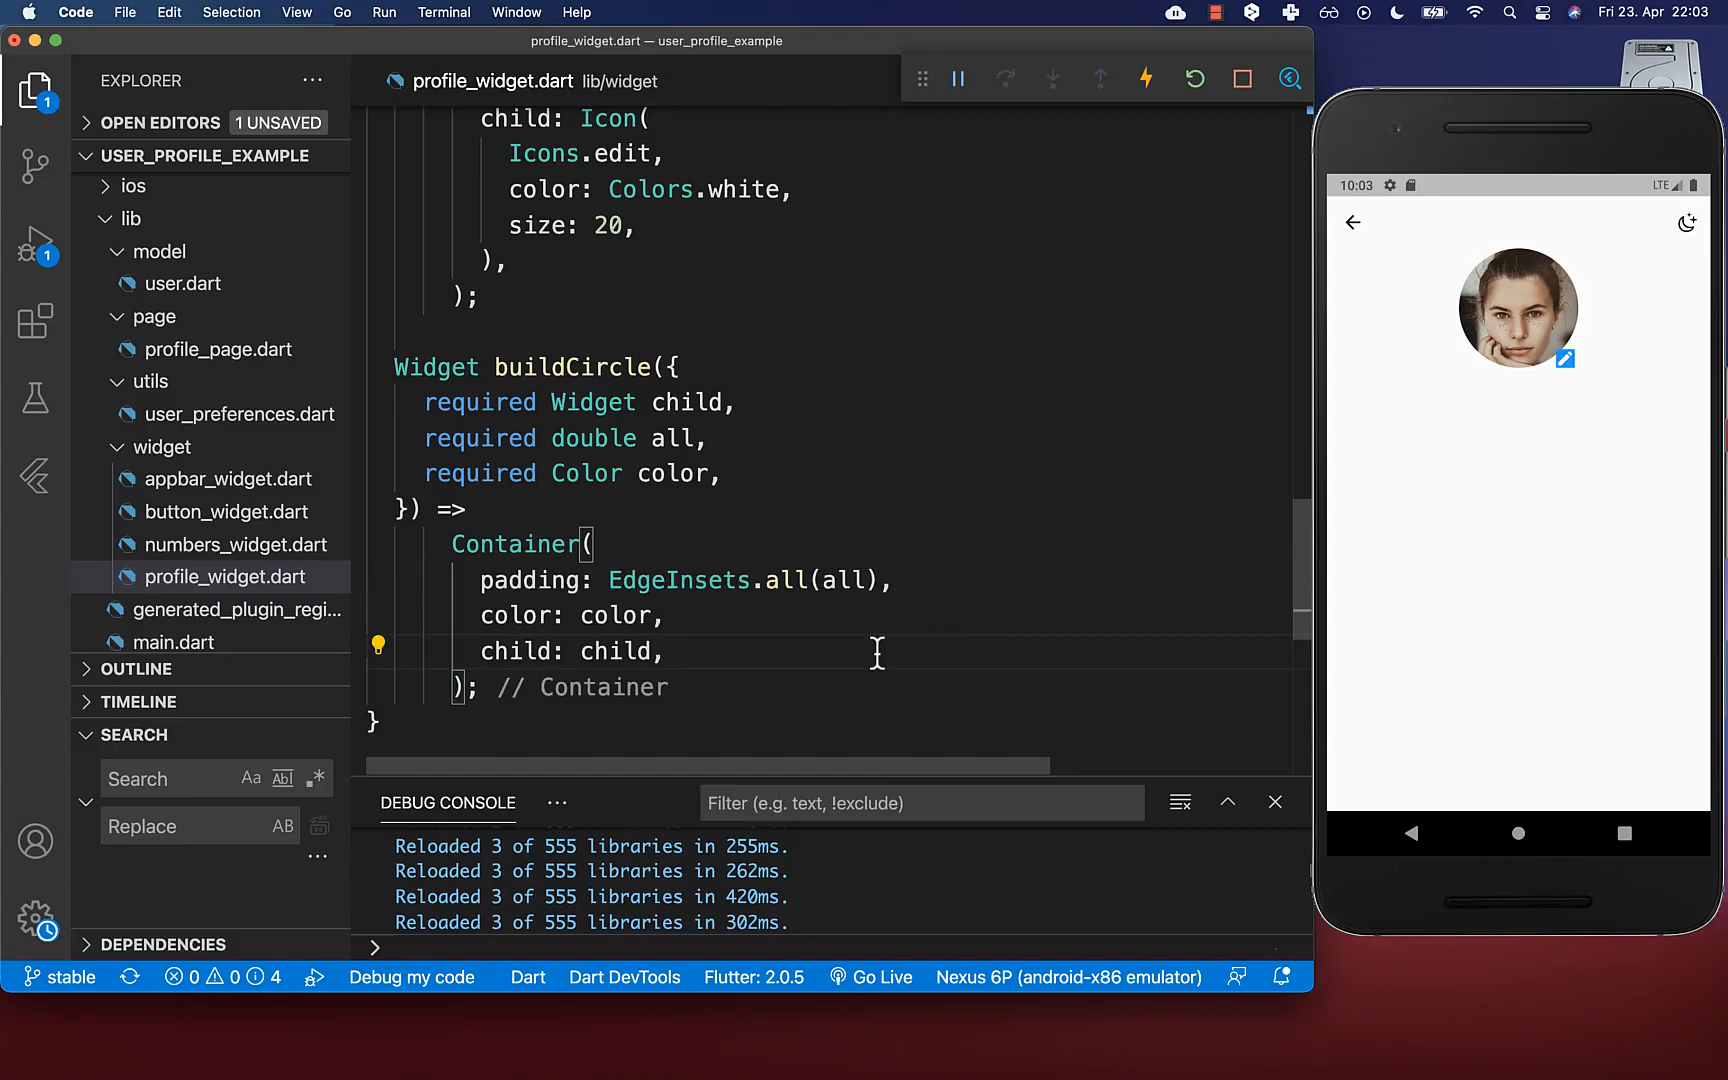 Code File Edit Selection View Go Run Terminal Window Help
Fri 23. Apr 22:03
profile_widget.dart — user_profile_example
EXPLORER
1
OPEN EDITORS 1 UNSAVED
USER_PROFILE_EXAMPLE
ios
lib
model
user.dart
page
profile_page.dart
utils
user_preferences.dart
widget
appbar_widget.dart
button_widget.dart
numbers_widget.dart
profile_widget.dart
generated_plugin_regi...
main.dart
OUTLINE
TIMELINE
SEARCH
Search Aa Abl .*
Replace AB
...
DEPENDENCIES
1
profile_widget.dart lib/widget
child: Icon(
Icons.edit,
color: Colors.white,
size: 20,
),
);
Widget buildCircle({
required Widget child,
required double all,
required Color color,
}) =>
Container(
padding: EdgeInsets.all(all),
color: color,
child: child,
); // Container
}
DEBUG CONSOLE ... Filter (e.g. text, !exclude)
Reloaded 3 of 555 libraries in 255ms.
Reloaded 3 of 555 libraries in 262ms.
Reloaded 3 of 555 libraries in 420ms.
Reloaded 3 of 555 libraries in 302ms.
>
stable 0 0 4 Debug my code Dart Dart DevTools Flutter: 2.0.5 Go Live Nexus 6P (android-x86 emulator)
10:03 LTE